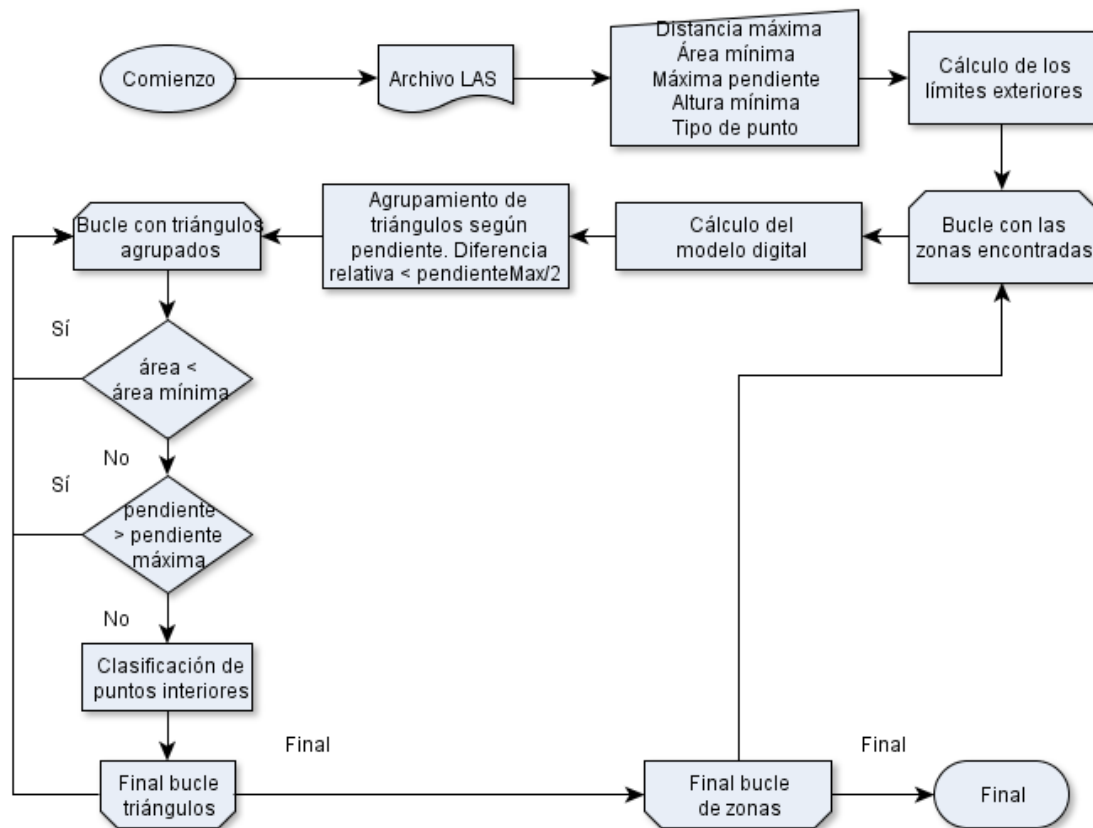 Comienzo
Archivo LAS
Distancia máxima
Área mínima
Máxima pendiente
Altura mínima
Tipo de punto
Cálculo de los
límites exteriores
Bucle con las
zonas encontradas
Cálculo del
modelo digital
Agrupamiento de
triángulos según
pendiente. Diferencia
relativa < pendienteMax/2
Bucle con triángulos
agrupados
Sí
área <
área mínima
No
Sí
pendiente
> pendiente
máxima
No
Clasificación de
puntos interiores
Final bucle
triángulos
Final
Final bucle
de zonas
Final
Final